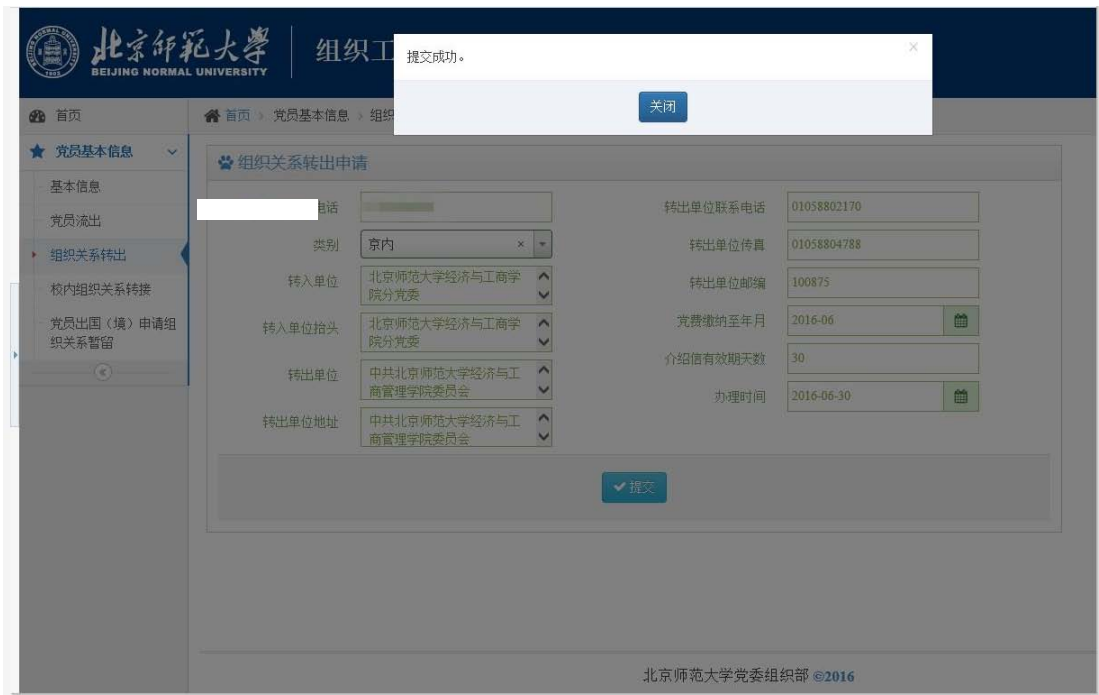 北京师范大学
BEIJING NORMAL UNIVERSITY
组织工
提交成功。
×
关闭
首页
首页 > 党员基本信息 > 组织
党员基本信息
基本信息
党员流出
组织关系转出
校内组织关系转接
党员出国（境）申请组
织关系暂留
组织关系转出申请
电话
类别
京内
×
转入单位
北京师范大学经济与工商学
院分党委
转入单位抬头
北京师范大学经济与工商学
院分党委
转出单位
中共北京师范大学经济与工
商管理学院委员会
转出单位地址
中共北京师范大学经济与工
商管理学院委员会
转出单位联系电话
01058802170
转出单位传真
01058804788
转出单位邮编
100875
党费缴纳至年月
2016-06
介绍信有效期天数
30
办理时间
2016-06-30
提交
北京师范大学党委组织部 ©2016